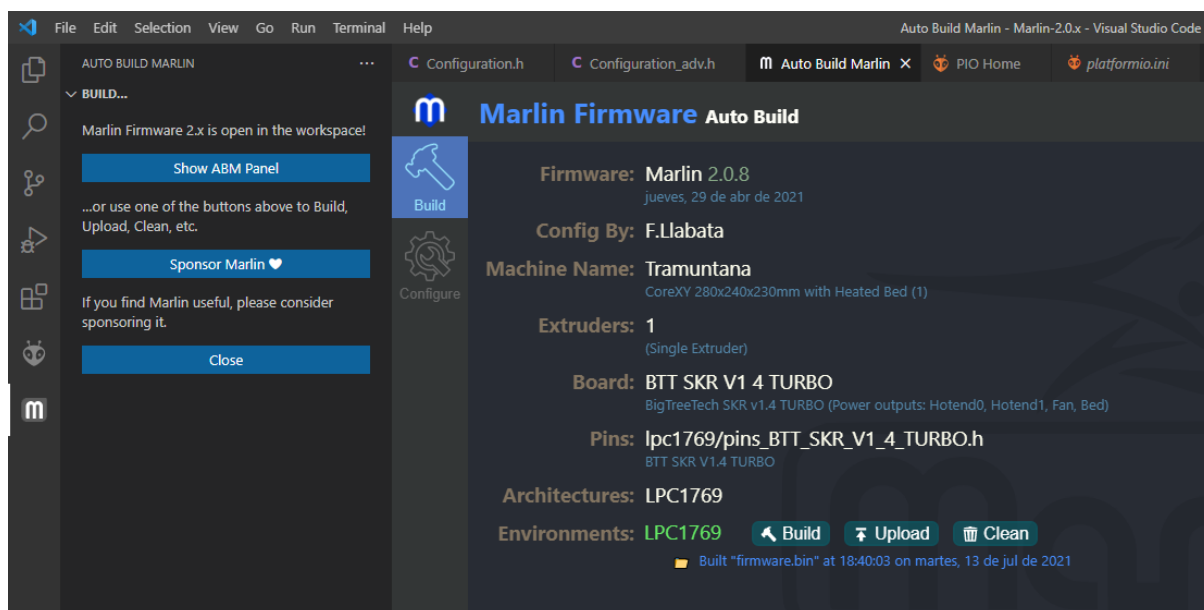 File Edit Selection View Go Run Terminal Help
Auto Build Marlin - Marlin-2.0.x - Visual Studio Code
AUTO BUILD MARLIN ...
BUILD...
Marlin Firmware 2.x is open in the workspace!
Show ABM Panel
...or use one of the buttons above to Build,
Upload, Clean, etc.
Sponsor Marlin
If you find Marlin useful, please consider
sponsoring it.
Close
C Configuration.h C Configuration_adv.h Auto Build Marlin PIO Home platformio.ini
Build
Configure
Marlin Firmware Auto Build
Firmware: Marlin 2.0.8
jueves, 29 de abr de 2021
Config By: F.Llabata
Machine Name: Tramuntana
CoreXY 280x240x230mm with Heated Bed (1)
Extruders: 1
(Single Extruder)
Board: BTT SKR V1 4 TURBO
BigTreeTech SKR v1.4 TURBO (Power outputs: Hotend0, Hotend1, Fan, Bed)
Pins: lpc1769/pins_BTT_SKR_V1_4_TURBO.h
BTT SKR V1.4 TURBO
Architectures: LPC1769
Environments: LPC1769 Build Upload Clean
Built "firmware.bin" at 18:40:03 on martes, 13 de jul de 2021